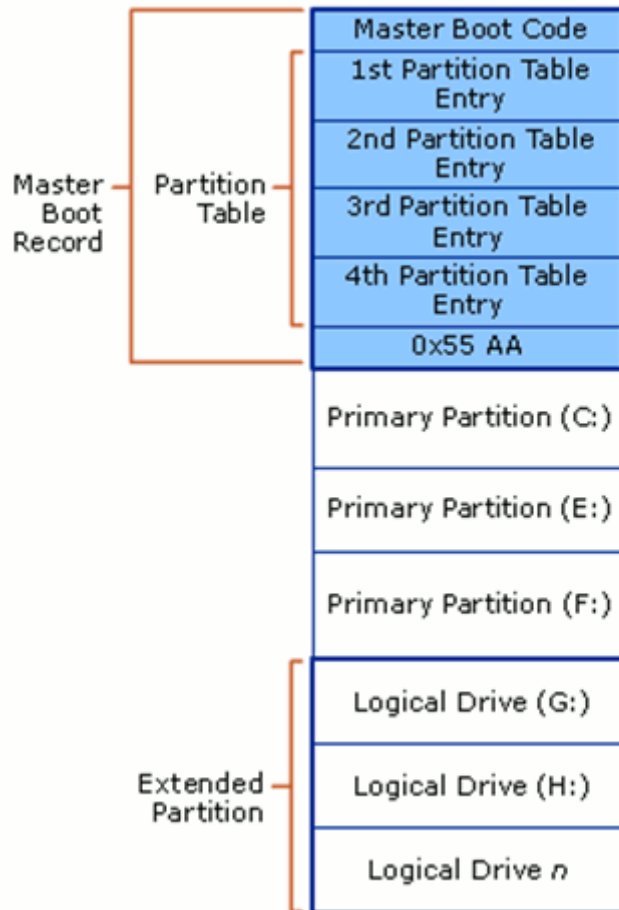 Master Boot Code
1st Partition Table
Entry
2nd Partition Table
Entry
3rd Partition Table
Entry
4th Partition Table
Entry
0x55 AA
Master
Boot
Record
Partition
Table
Primary Partition (C:)
Primary Partition (E:)
Primary Partition (F:)
Logical Drive (G:)
Logical Drive (H:)
Logical Drive n
Extended
Partition